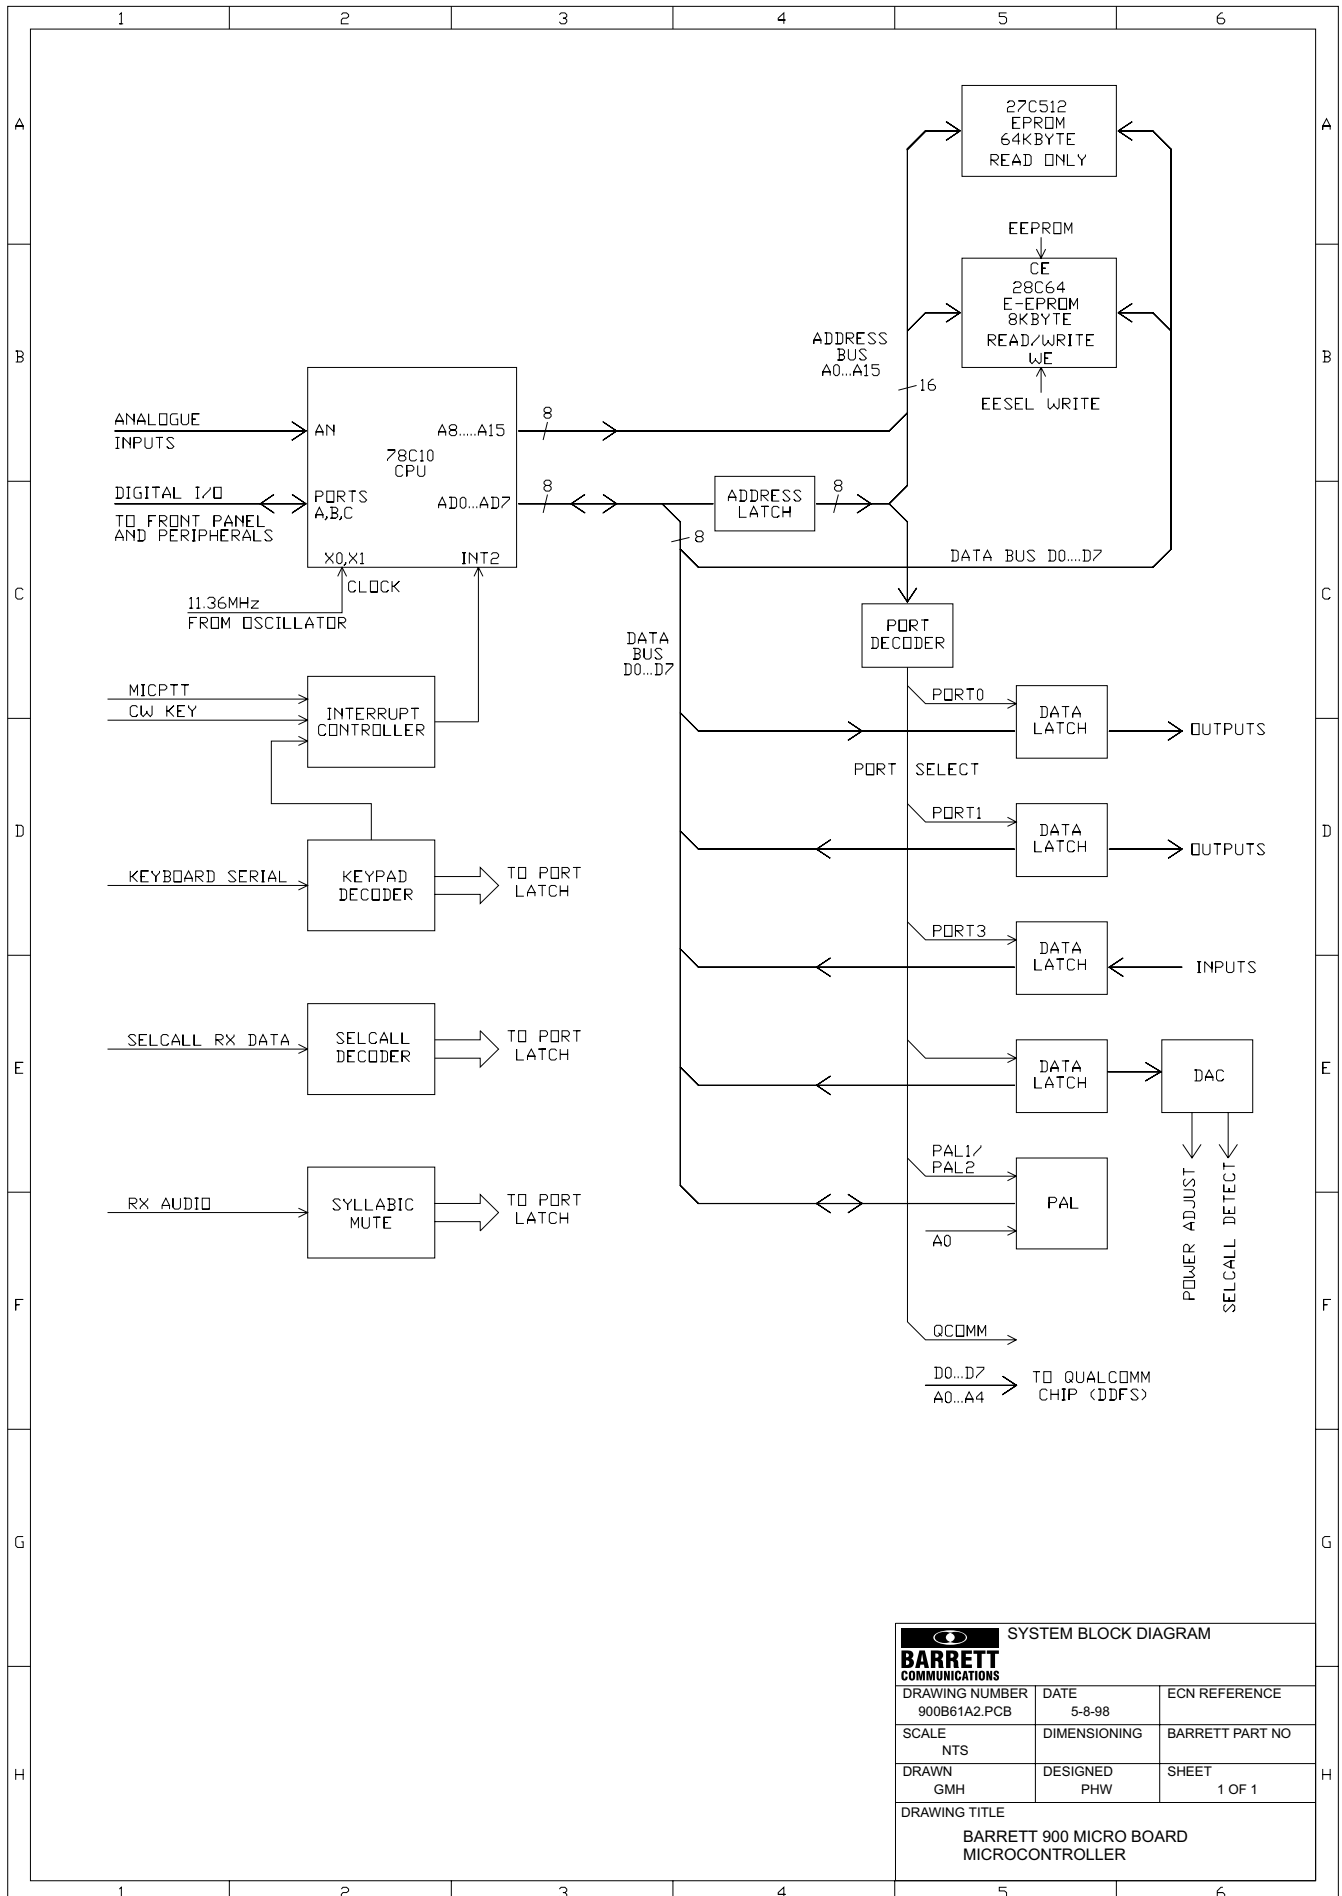 1 2 3 4 5 6
A A
27C512
EPROM
64KBYTE
READ ONLY
EEPROM
CE
28C64
E-EPROM
8KBYTE
READ/WRITE
WE
EESEL WRITE
ADDRESS
BUS
A0...A15
16
B B
ANALOGUE
INPUTS
AN
A8.....A15
8
78C10
CPU
DIGITAL I/O
TO FRONT PANEL
AND PERIPHERALS
PORTS
A,B,C
AD0...AD7
8
X0,X1
INT2
CLOCK
11.36MHz
FROM OSCILLATOR
ADDRESS
LATCH
8
8
DATA BUS D0....D7
C C
PORT
DECODER
DATA
BUS
D0...D7
MICPTT
CW KEY
INTERRUPT
CONTROLLER
PORT0
DATA
LATCH
OUTPUTS
PORT SELECT
D D
PORT1
DATA
LATCH
OUTPUTS
KEYBOARD SERIAL
KEYPAD
DECODER
TO PORT
LATCH
PORT3
DATA
LATCH
INPUTS
SELCALL RX DATA
SELCALL
DECODER
TO PORT
LATCH
E E
DATA
LATCH
DAC
POWER ADJUST
SELCALL DETECT
PAL1/
PAL2
PAL
A0
RX AUDIO
SYLLABIC
MUTE
TO PORT
LATCH
F F
QCOMM
D0...D7
A0...A4
TO QUALCOMM
CHIP (DDFS)
G G
H H
BARRETT
COMMUNICATIONS
SYSTEM BLOCK DIAGRAM
DRAWING NUMBER
900B61A2.PCB
DATE
5-8-98
ECN REFERENCE
SCALE
NTS
DIMENSIONING
BARRETT PART NO
DRAWN
GMH
DESIGNED
PHW
SHEET
1 OF 1
DRAWING TITLE
BARRETT 900 MICRO BOARD
MICROCONTROLLER
1 2 3 4 5 6